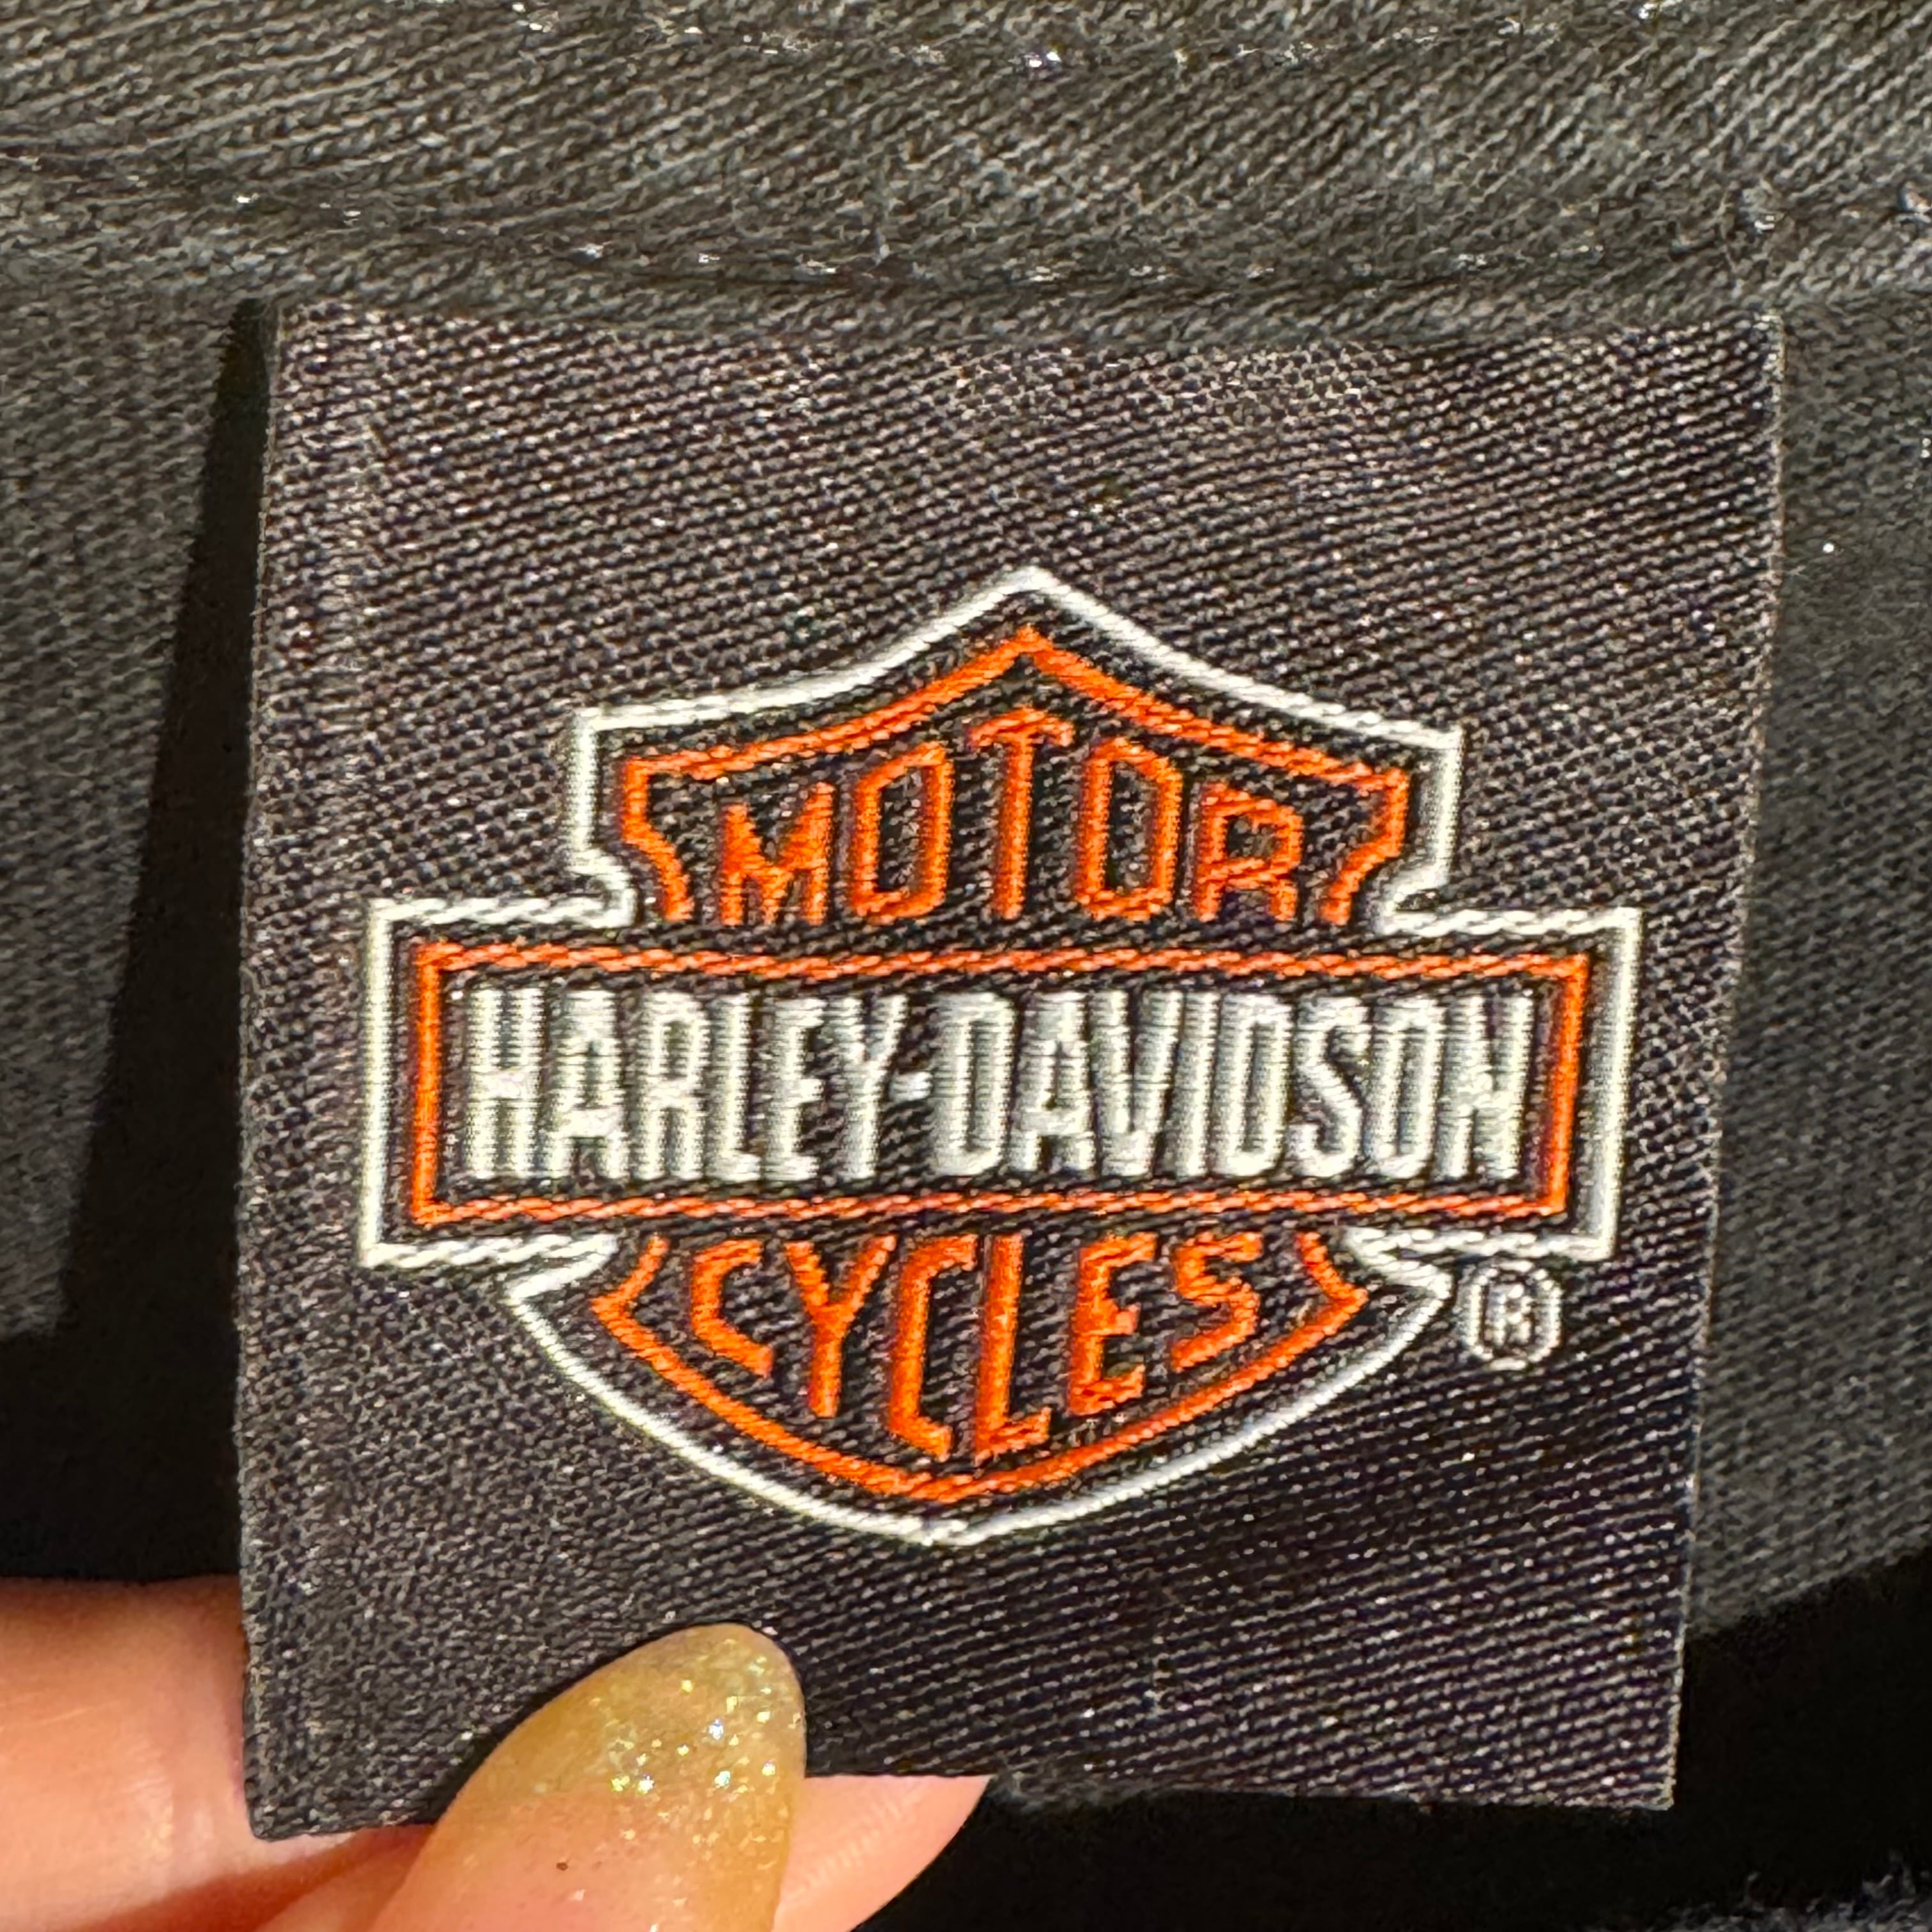 MOTOR
HARLEY-DAVIDSON
CYCLES
®